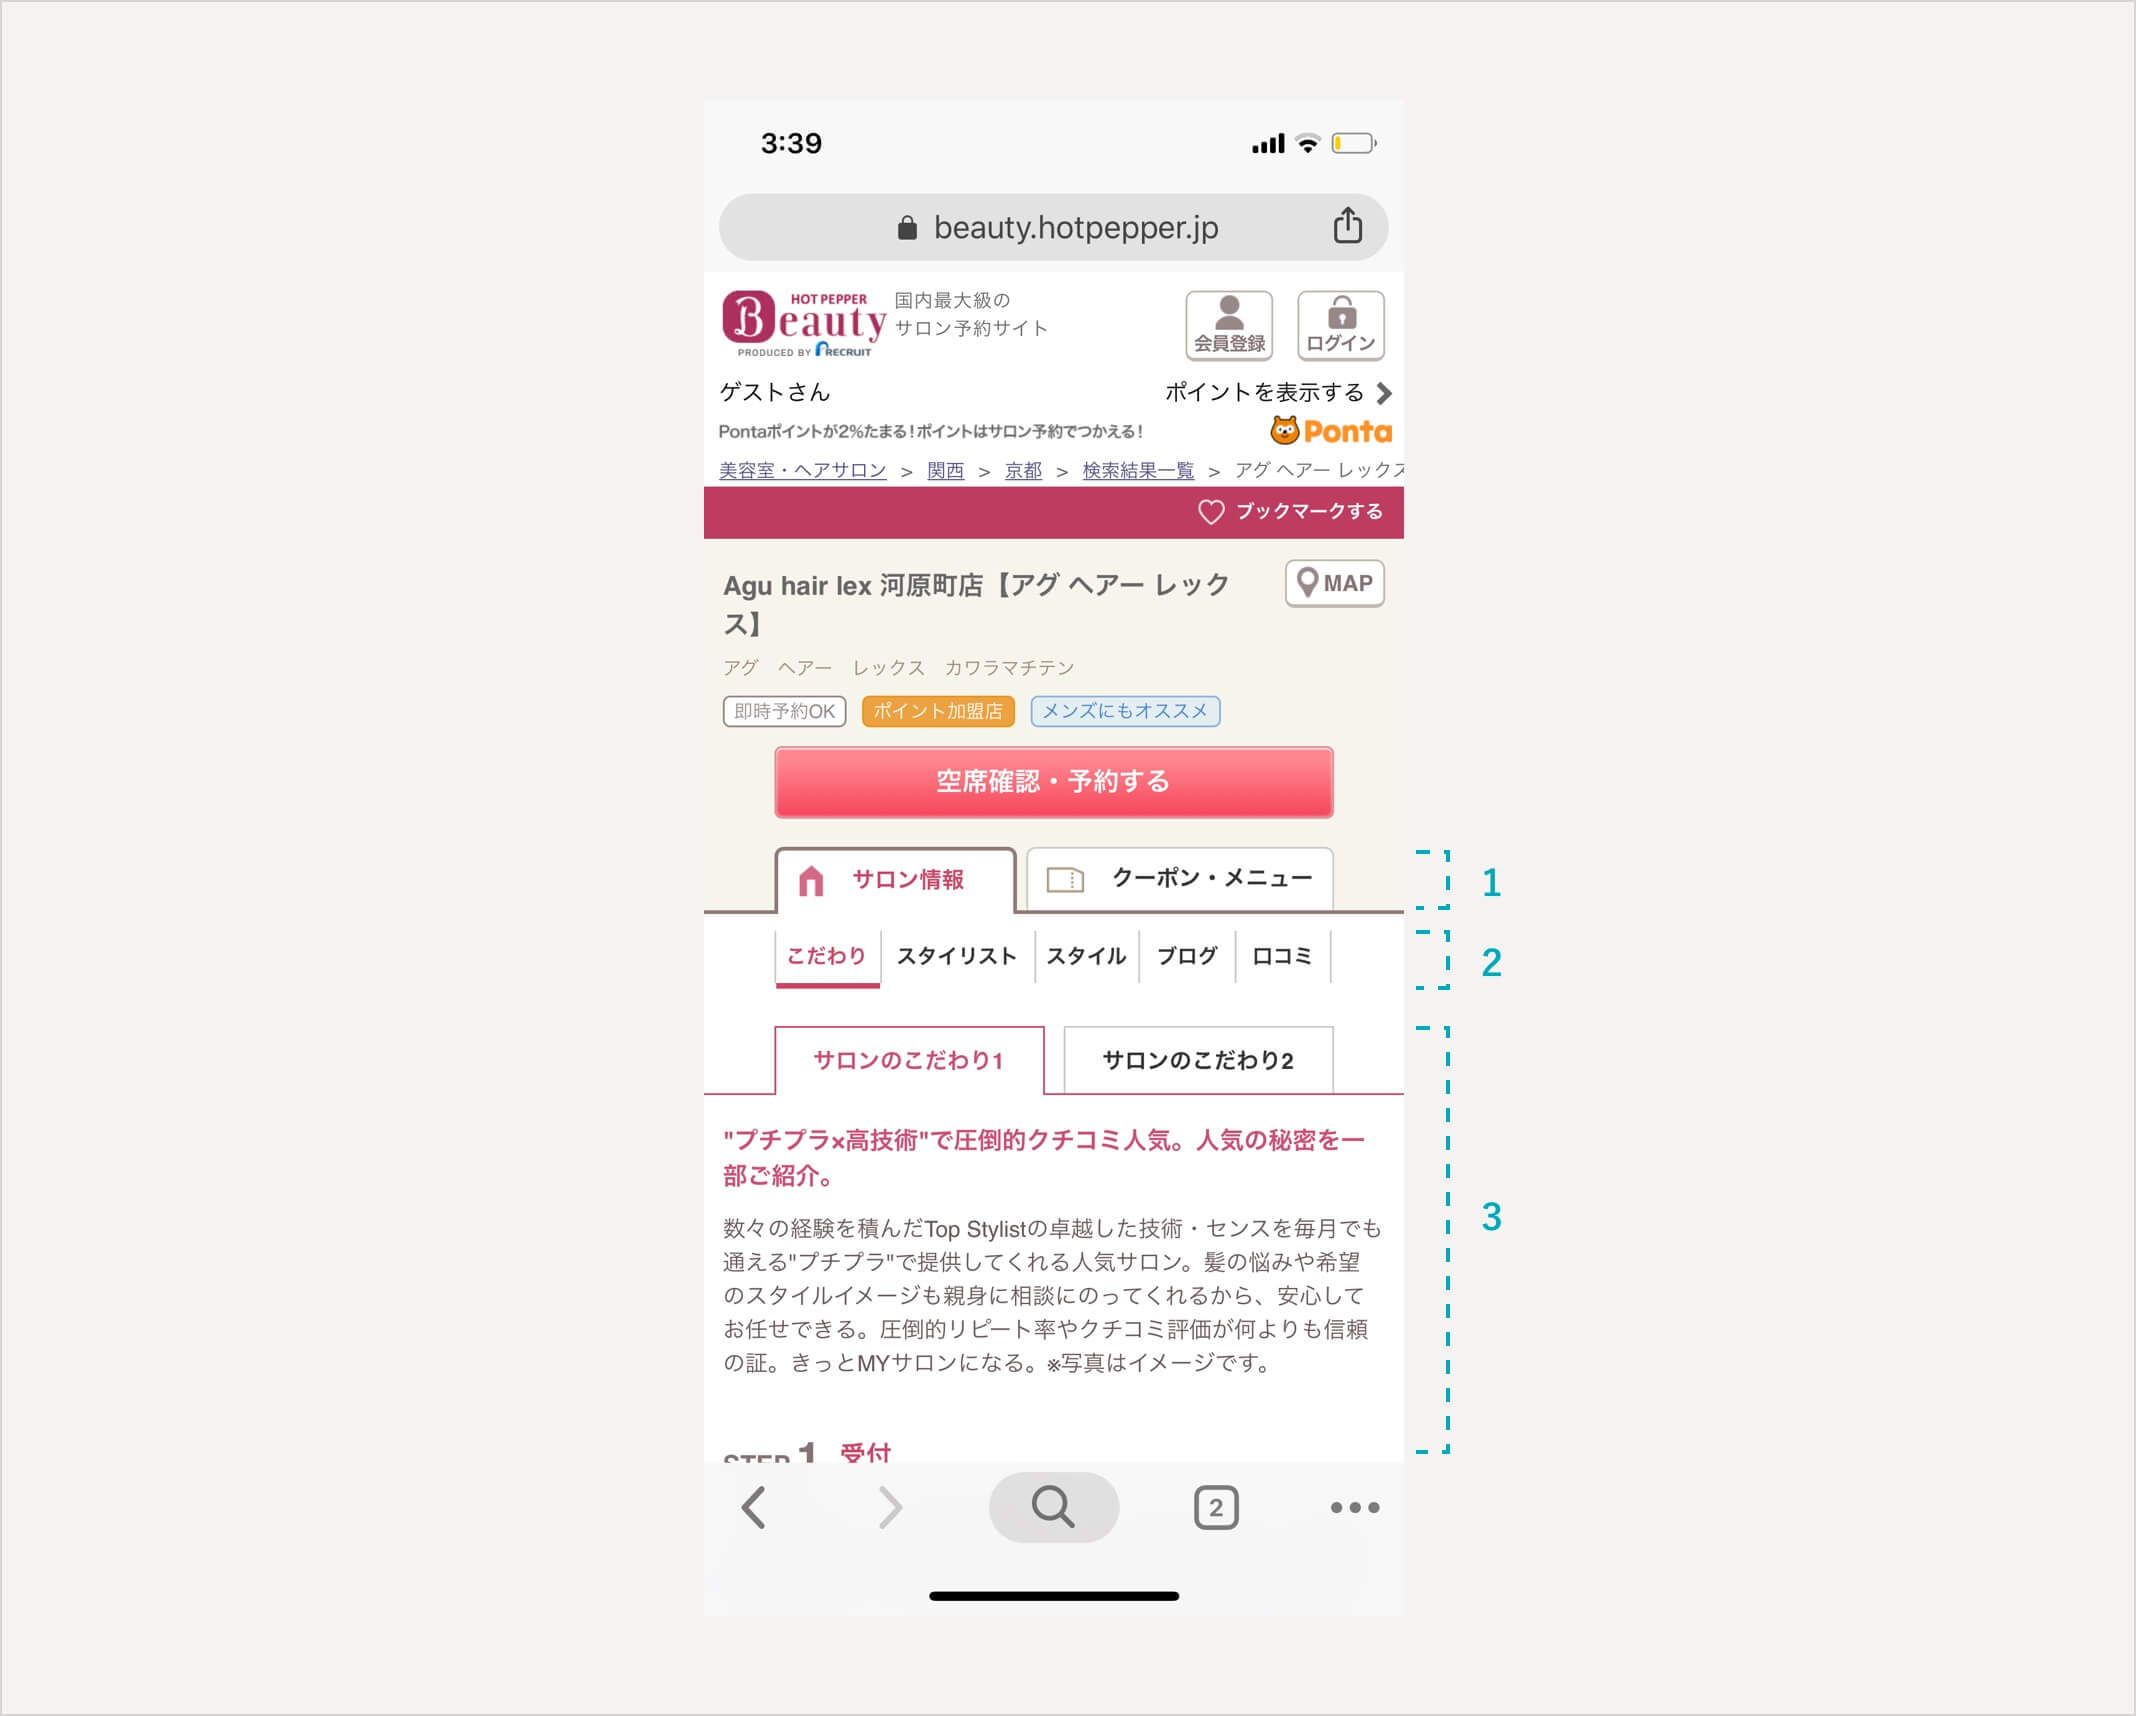 3:39
beauty.hotpepper.jp
HOT PEPPER
Beauty
PRODUCED BY RECRUIT
国内最大級の
サロン予約サイト
会員登録
ログイン
ゲストさん
ポイントを表示する
Pontaポイントが2%たまる!ポイントはサロン予約でつかえる!
Ponta
美容室・ヘアサロン > 関西 > 京都 > 検索結果一覧 > アグ ヘアー レックス
ブックマークする
Agu hair lex 河原町店【アグ ヘアー レック
ス】
MAP
アグ ヘアー レックス カワラマチテン
即時予約OK
ポイント加盟店
メンズにもオススメ
空席確認・予約する
サロン情報
クーポン・メニュー
1
こだわり
スタイリスト
スタイル
ブログ
口コミ
2
サロンのこだわり1
サロンのこだわり2
"プチプラ×高技術"で圧倒的クチコミ人気。人気の秘密を一
部ご紹介。
3
数々の経験を積んだTop Stylistの卓越した技術・センスを毎月でも
通える"プチプラ"で提供してくれる人気サロン。髪の悩みや希望
のスタイルイメージも親身に相談にのってくれるから、安心して
お任せできる。圧倒的リピート率やクチコミ評価が何よりも信頼
の証。きっとMYサロンになる。※写真はイメージです。
STEP 1 受付
2